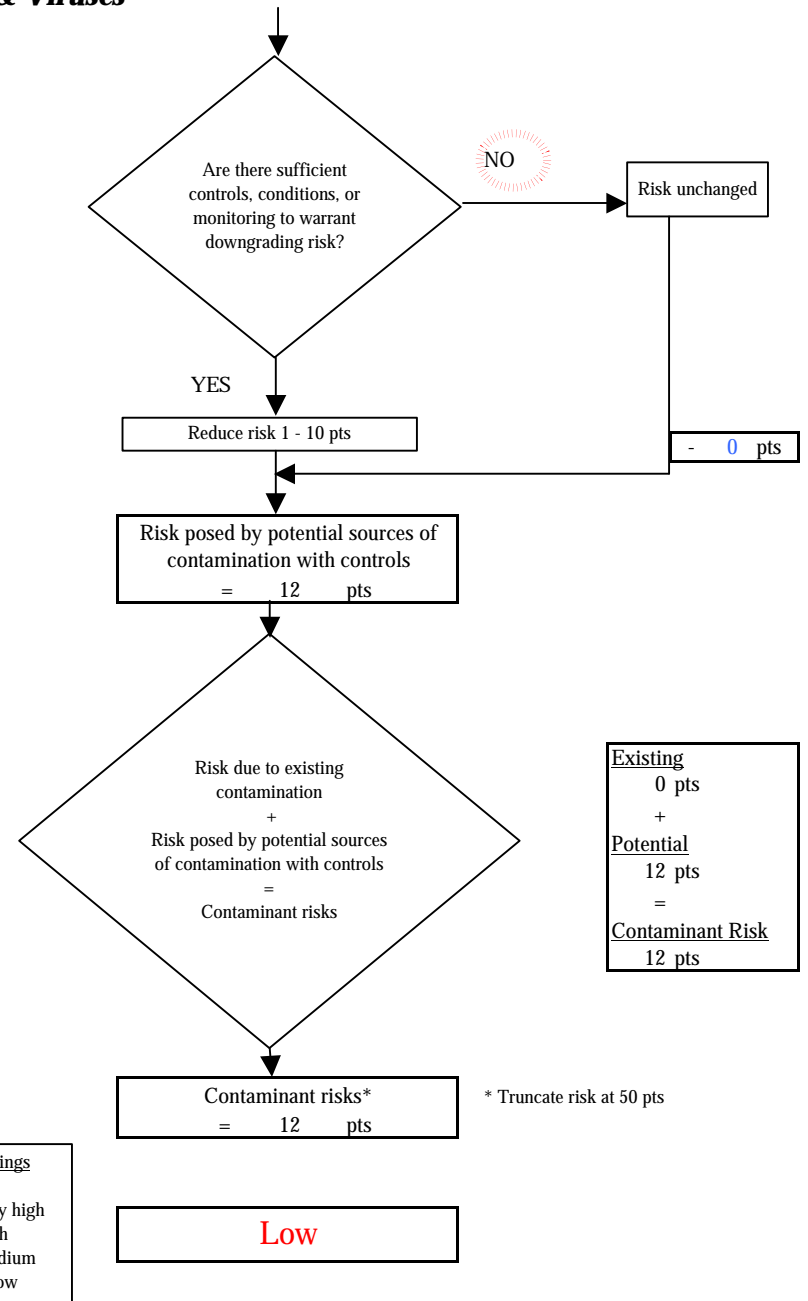 & Viruses
Are there sufficient
controls, conditions, or
monitoring to warrant
downgrading risk?
NO
Risk unchanged
YES
Reduce risk 1 - 10 pts
- 0 pts
Risk posed by potential sources of
contamination with controls
= 12 pts
Risk due to existing
contamination
+
Risk posed by potential sources
of contamination with controls
=
Contaminant risks
Existing
0 pts
+
Potential
12 pts
=
Contaminant Risk
12 pts
Contaminant risks*
= 12 pts
* Truncate risk at 50 pts
Low
high